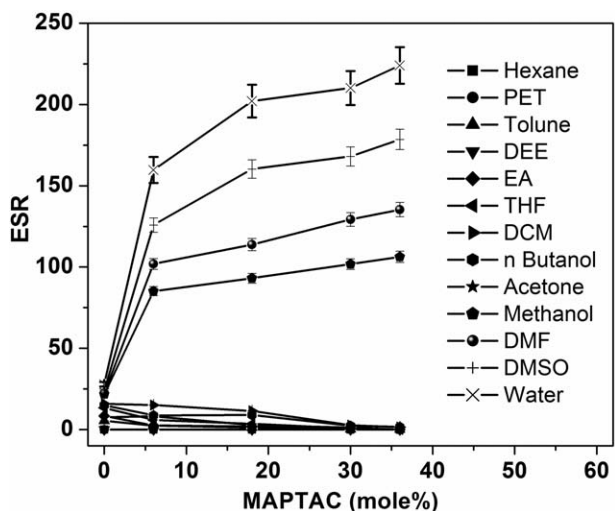 250
200
150
100
50
0
ESR
0 10 20 30 40 50 60
MAPTAC (mole%)
Hexane
PET
Tolune
DEE
EA
THF
DCM
n Butanol
Acetone
Methanol
DMF
DMSO
Water